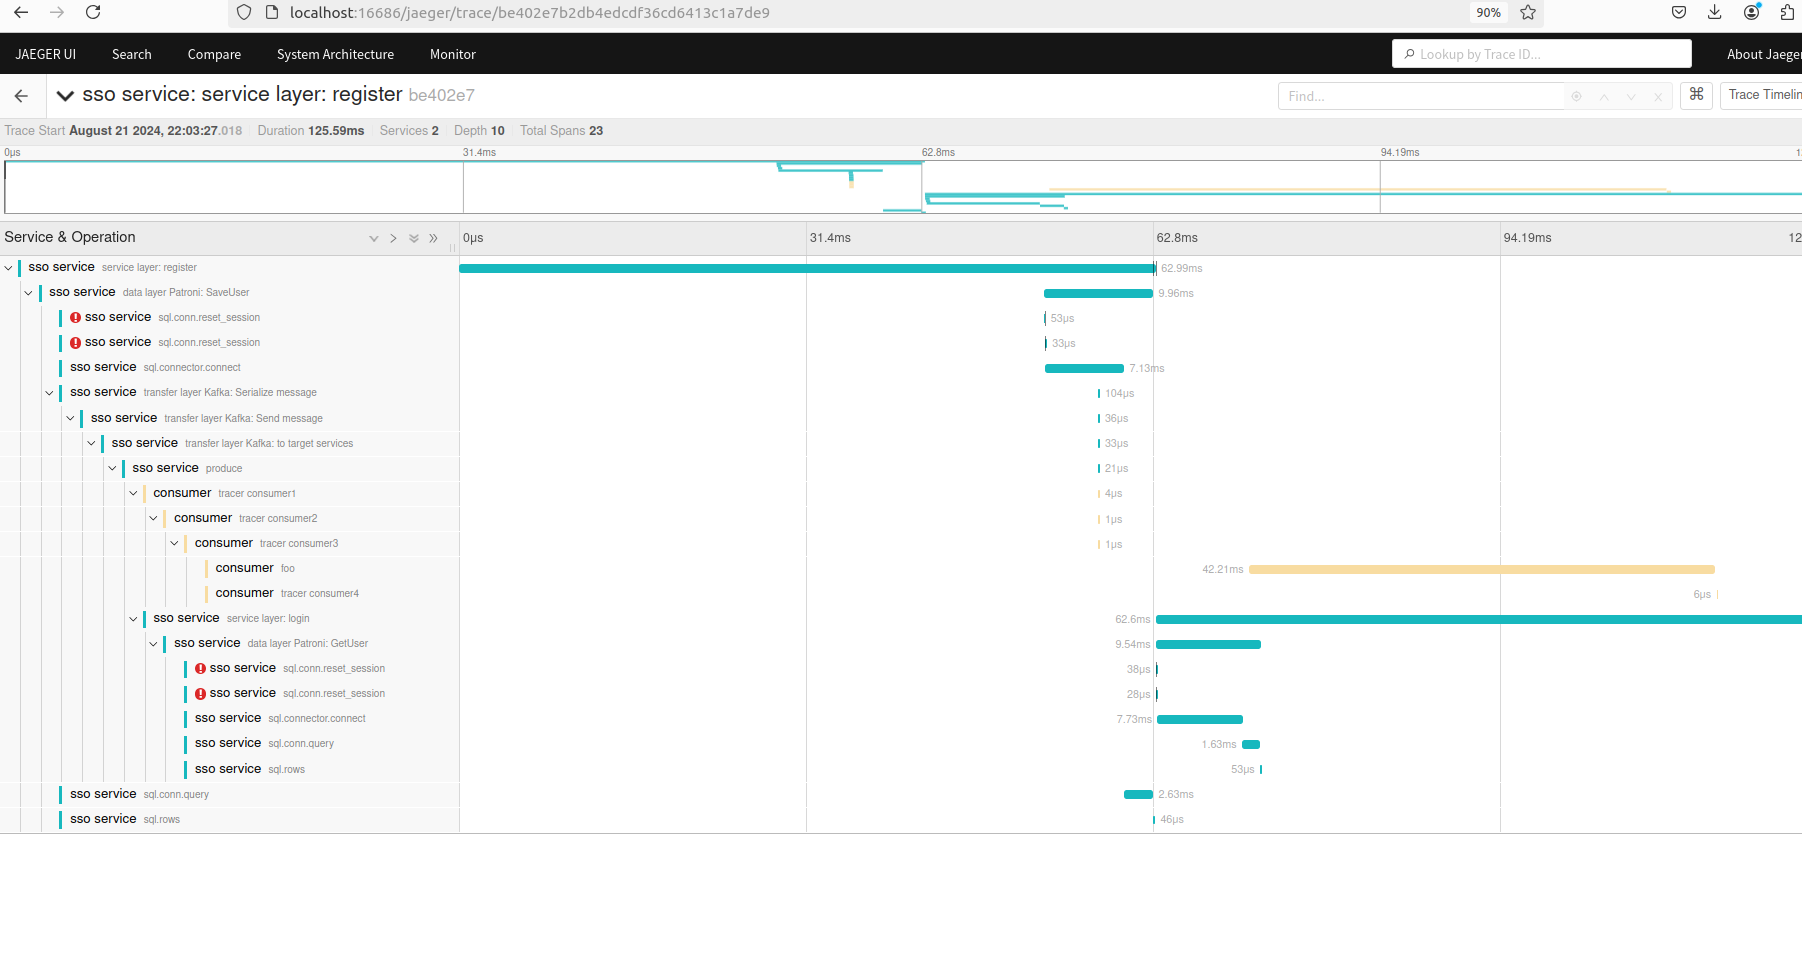 localhost:16686/jaeger/trace/be402e7b2db4edcdf36cd6413c1a7de9 90%
JAEGER UI Search Compare System Architecture Monitor Lookup by Trace ID... About Jaeger
sso service: service layer: register be402e7 Find... ⌘ Trace Timelin
Trace Start August 21 2024, 22:03:27.018 Duration 125.59ms Services 2 Depth 10 Total Spans 23
0μs 31.4ms 62.8ms 94.19ms 1
Service & Operation 0μs 31.4ms 62.8ms 94.19ms 12
sso service service layer: register 62.99ms
sso service data layer Patroni: SaveUser 9.96ms
sso service sql.conn.reset_session 53μs
sso service sql.conn.reset_session 33μs
sso service sql.connector.connect 7.13ms
sso service transfer layer Kafka: Serialize message 104μs
sso service transfer layer Kafka: Send message 36μs
sso service transfer layer Kafka: to target services 33μs
sso service produce 21μs
consumer tracer consumer1 4μs
consumer tracer consumer2 1μs
consumer tracer consumer3 1μs
consumer foo 42.21ms
consumer tracer consumer4 6μs
sso service service layer: login 62.6ms
sso service data layer Patroni: GetUser 9.54ms
sso service sql.conn.reset_session 38μs
sso service sql.conn.reset_session 28μs
sso service sql.connector.connect 7.73ms
sso service sql.conn.query 1.63ms
sso service sql.rows 53μs
sso service sql.conn.query 2.63ms
sso service sql.rows 46μs